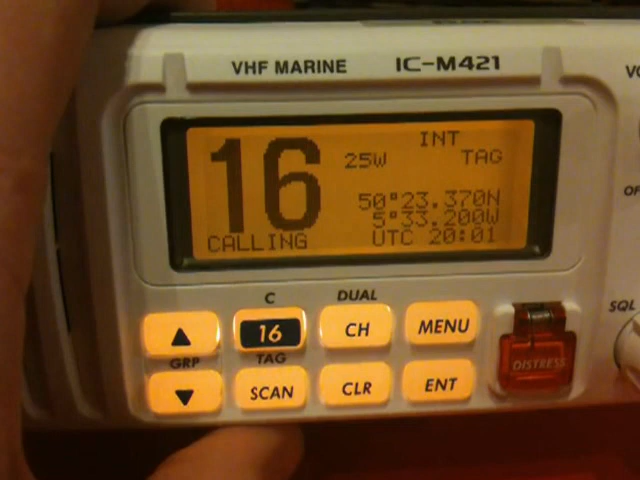 VHF MARINE IC-M421
16
INT
25W TAG
50°23.370N
5°33.200W
CALLING UTC 20:01
C DUAL
16 CH MENU
GRP TAG
SCAN CLR ENT
DISTRESS
SQL